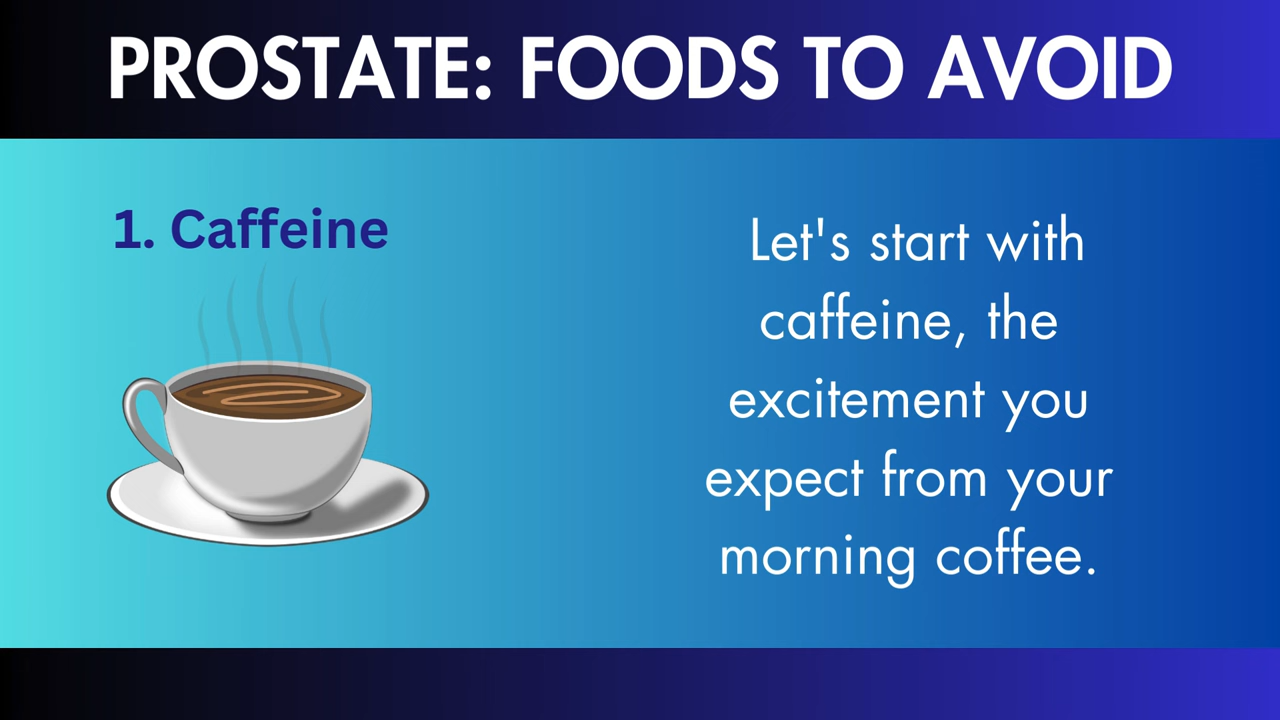 PROSTATE: FOODS TO AVOID
1. Caffeine
Let's start with
caffeine, the
excitement you
expect from your
morning coffee.